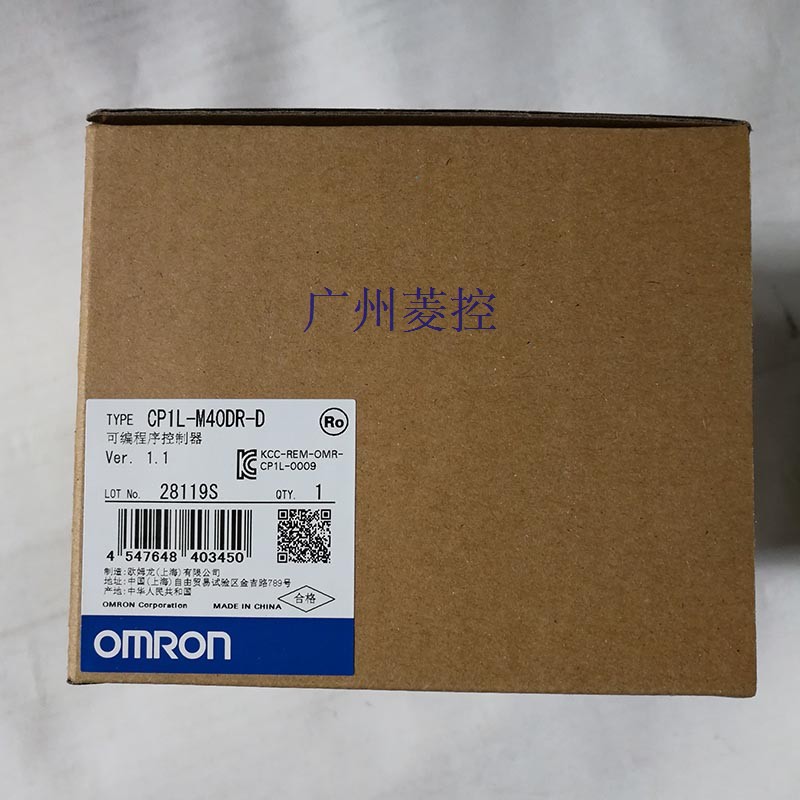 广州菱控
TYPE CP1L-M40DR-D
Ro
可编程序控制器
Ver. 1.1
KCC-REM-OMR-
CP1L-0009
LOT No. 28119S QTY. 1
4 547648 403450
制造:欧姆龙(上海)有限公司
地址:中国(上海)自由贸易试验区金吉路789号
产地:中华人民共和国
OMRON Corporation MADE IN CHINA
合格
OMRON